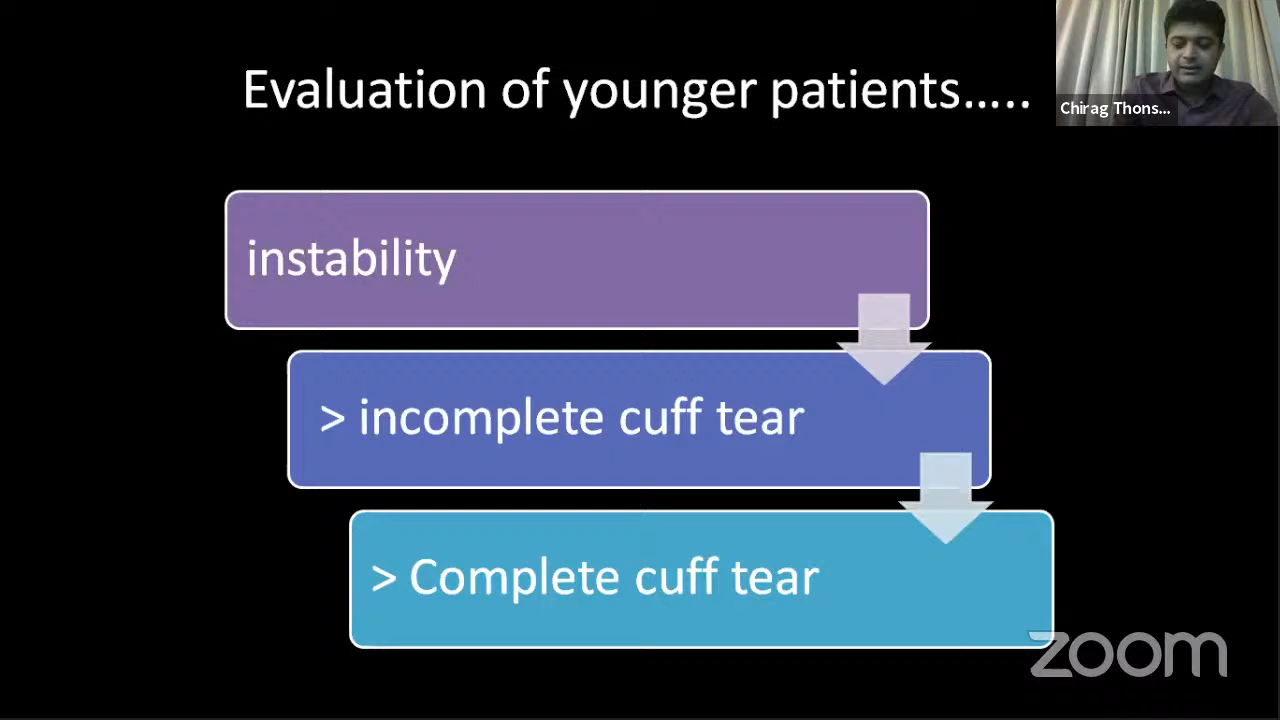 Evaluation of younger patients.....
Chirag Thons...
instability
> incomplete cuff tear
> Complete cuff tear
zoom